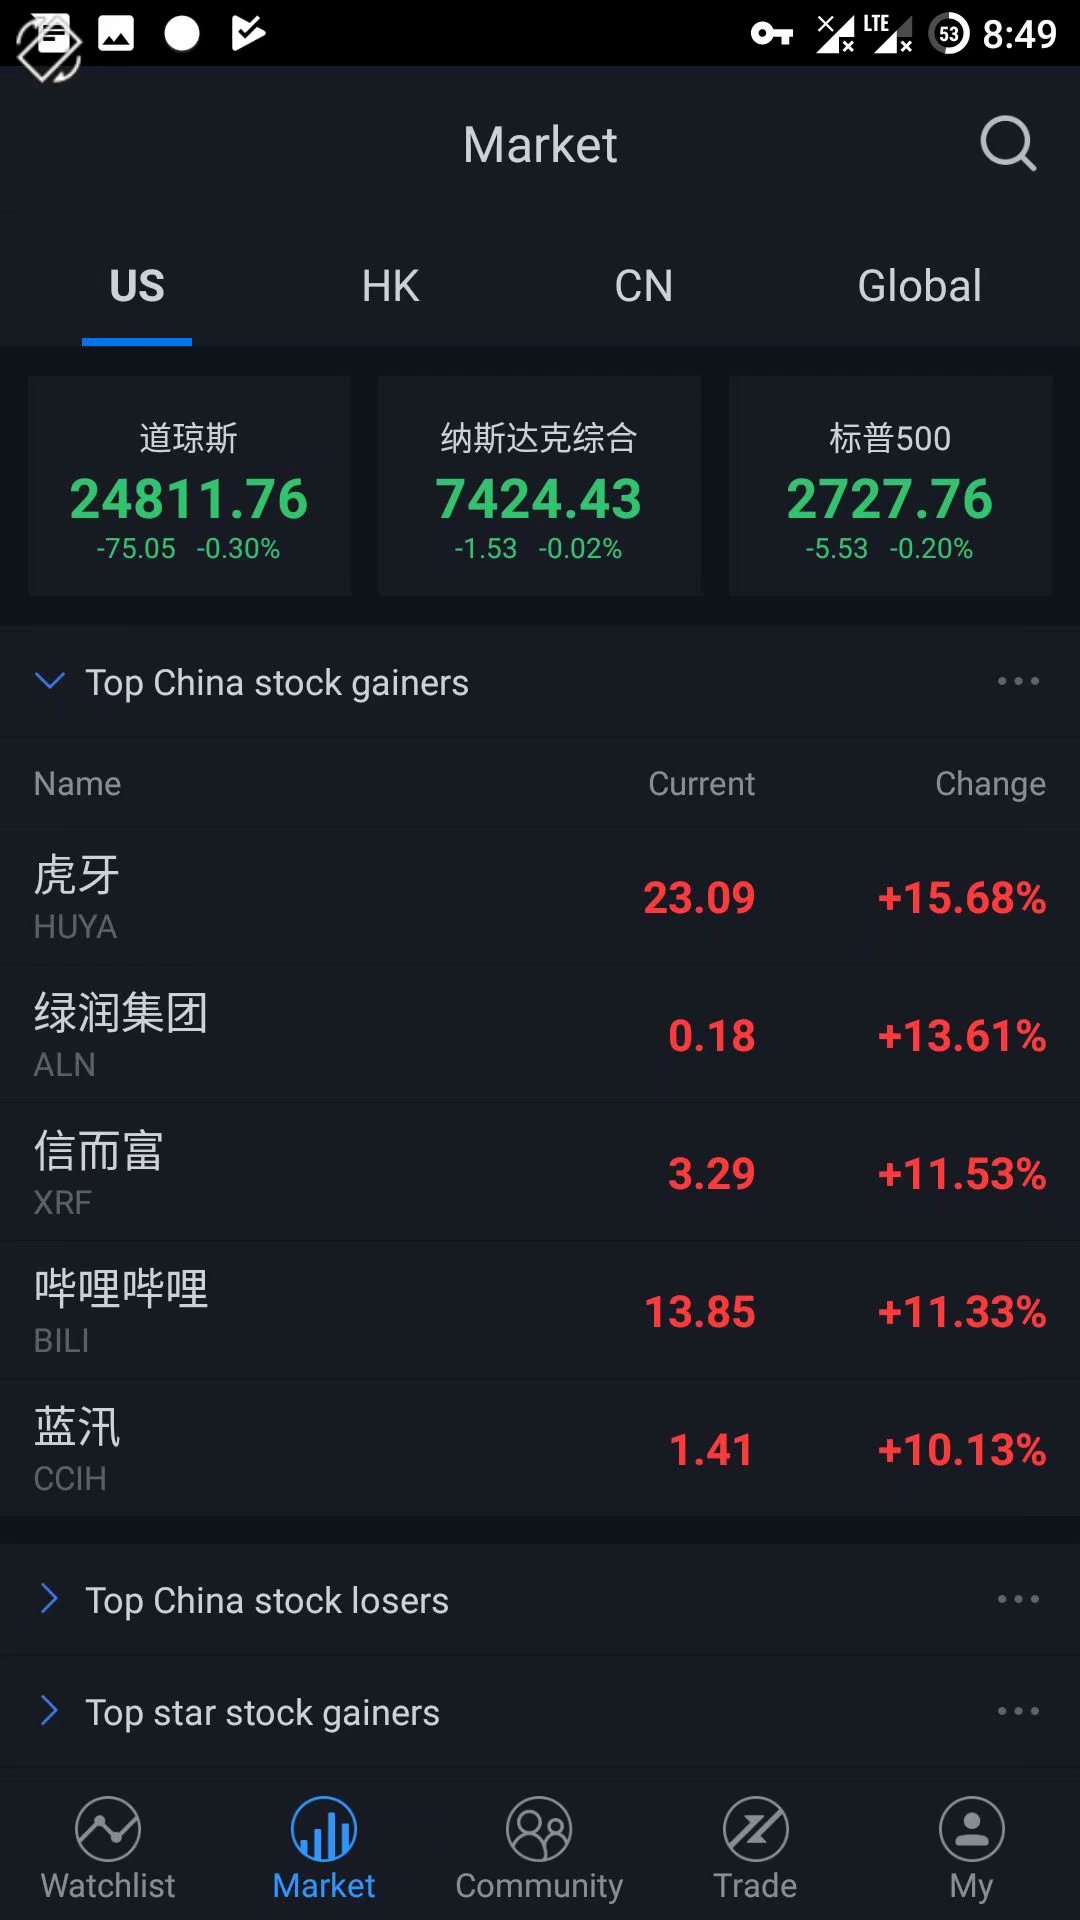 LTE 53 8:49
Market
US HK CN Global
道琼斯 纳斯达克综合 标普500
24811.76 7424.43 2727.76
-75.05 -0.30% -1.53 -0.02% -5.53 -0.20%
Top China stock gainers
Name Current Change
虎牙
HUYA 23.09 +15.68%
绿润集团
ALN 0.18 +13.61%
信而富
XRF 3.29 +11.53%
哔哩哔哩
BILI 13.85 +11.33%
蓝汛
CCIH 1.41 +10.13%
Top China stock losers
Top star stock gainers
Watchlist Market Community Trade My